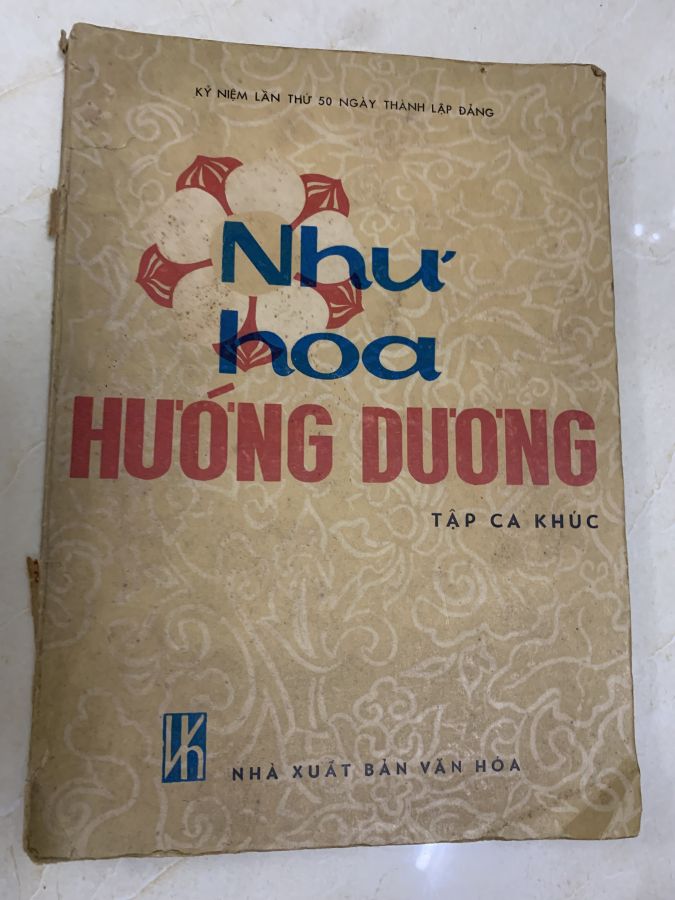 KỶ NIỆM LẦN THỨ 50 NGÀY THÀNH LẬP ĐẢNG
Như
hoa
HƯỚNG DƯƠNG
TẬP CA KHÚC
VH
NHÀ XUẤT BẢN VĂN HÓA